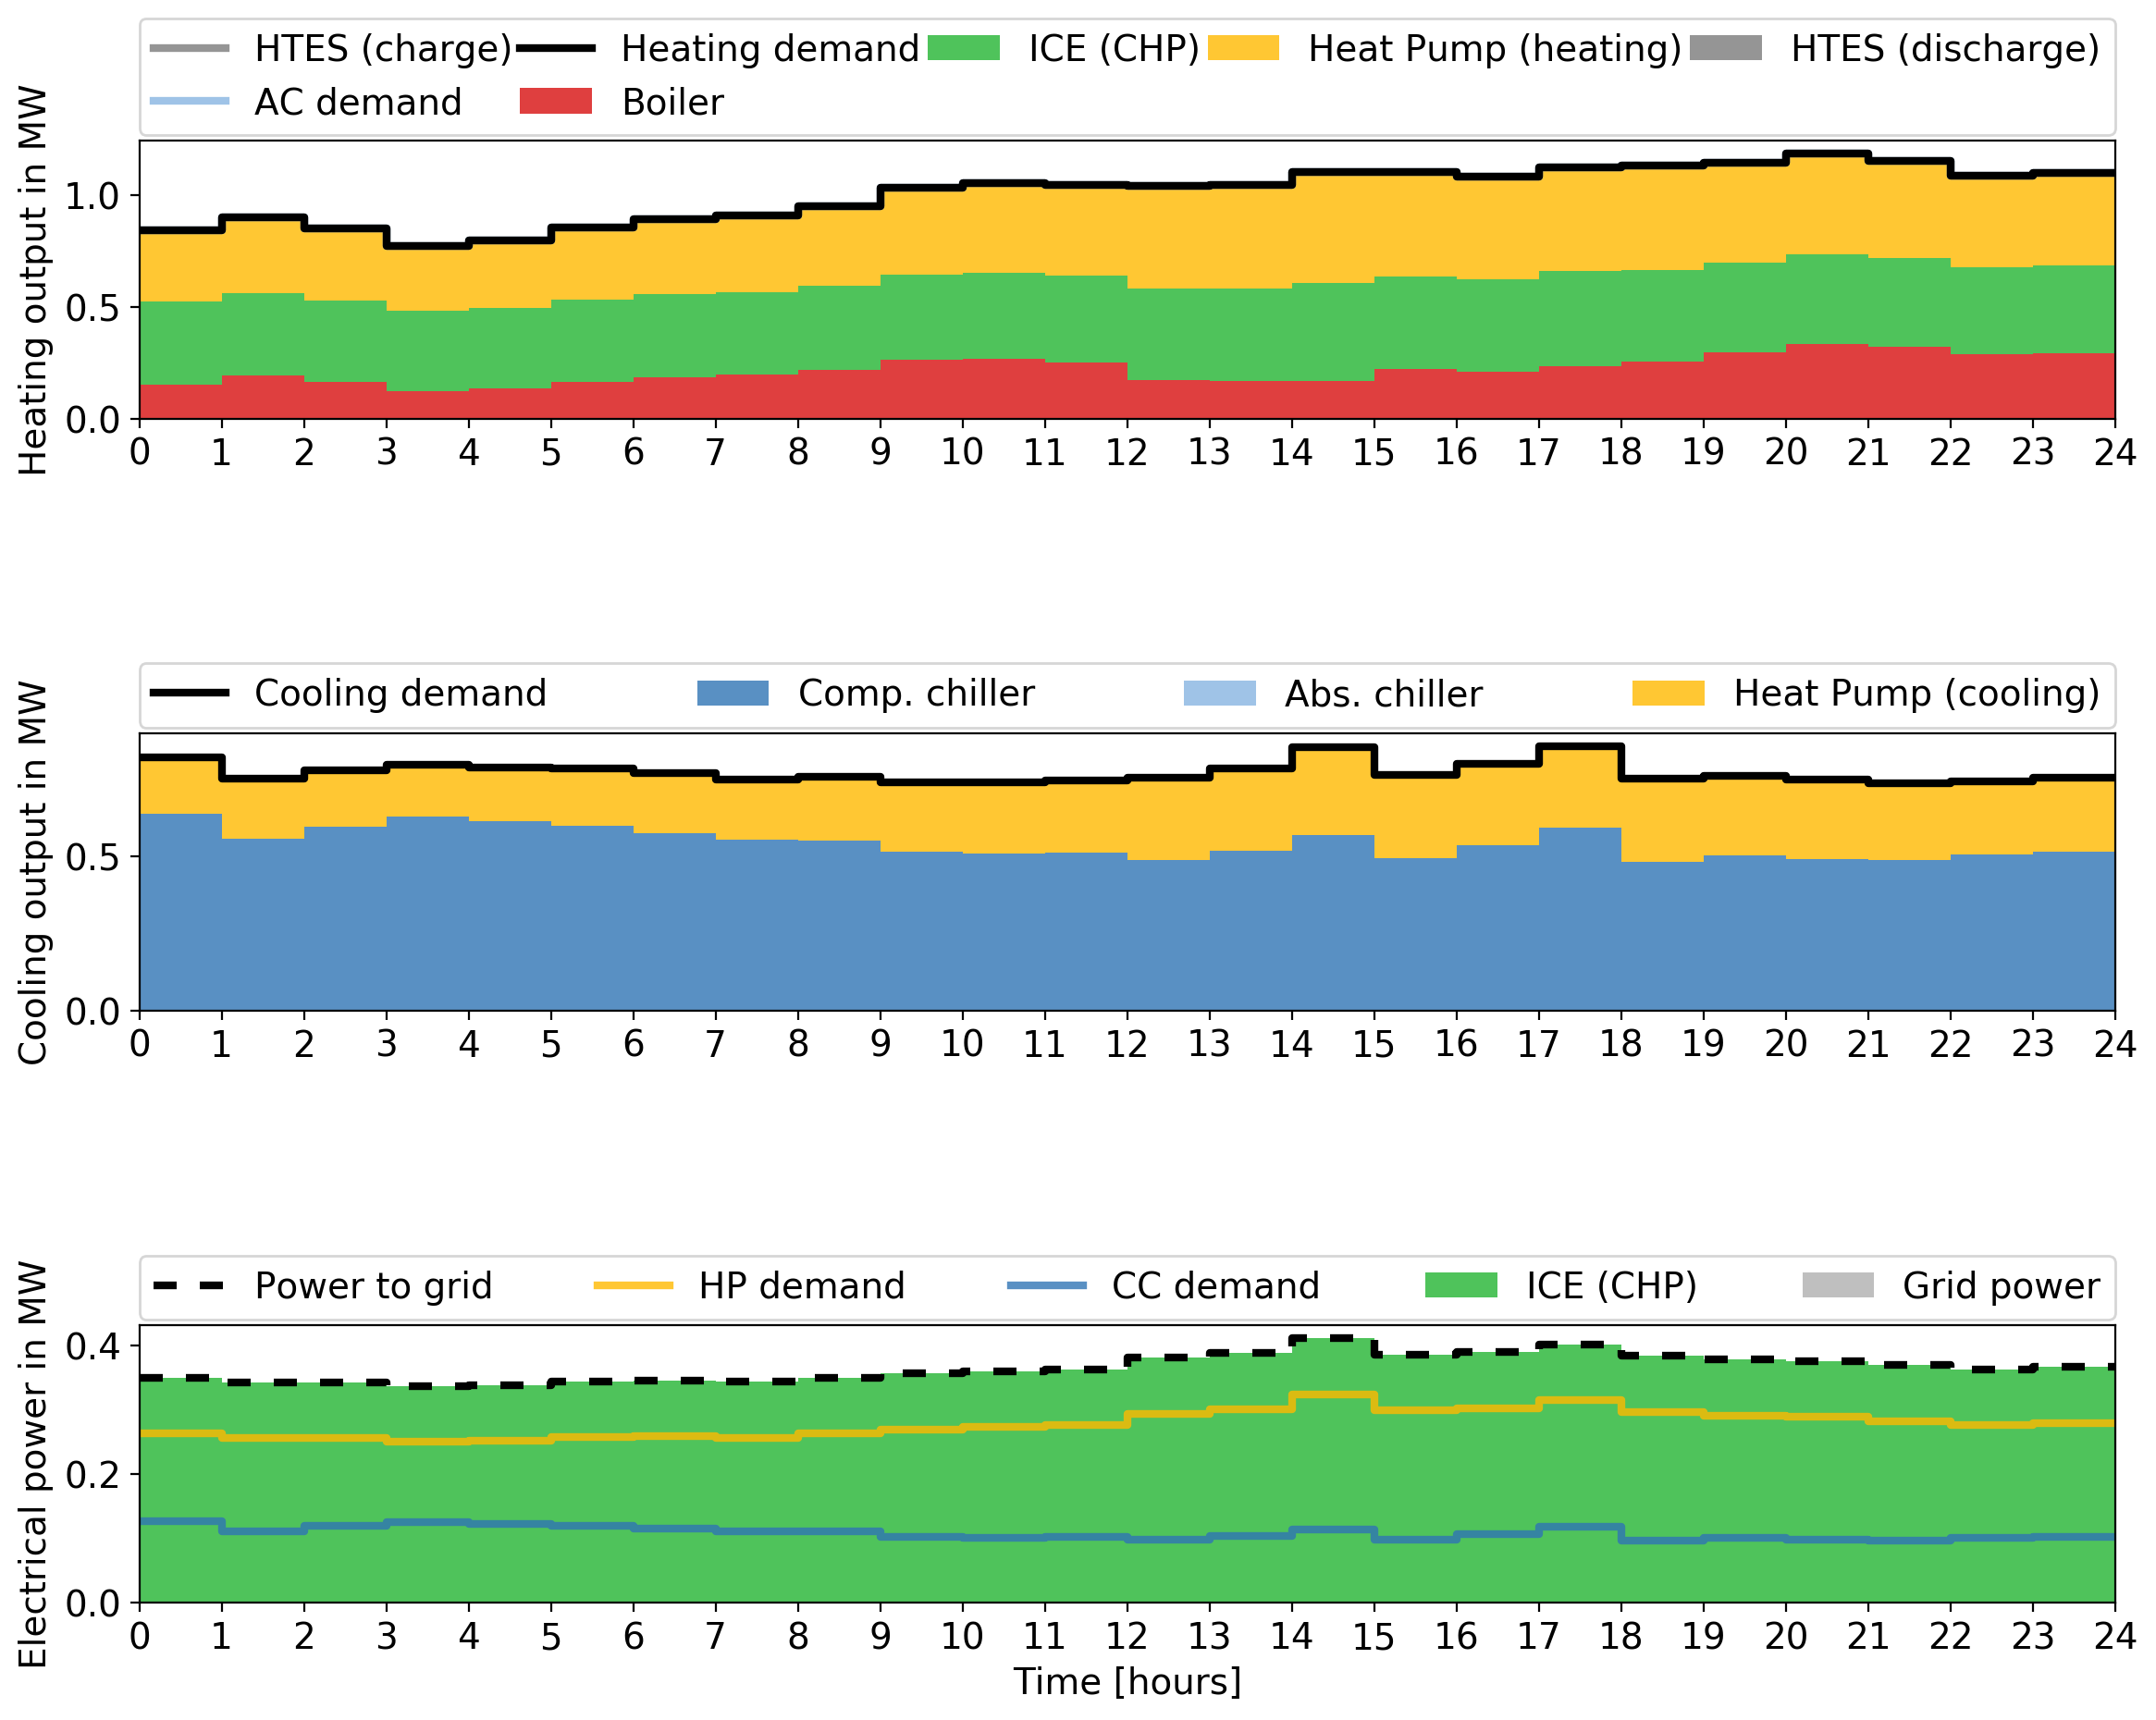 HTES (charge) Heating demand ICE (CHP) Heat Pump (heating) HTES (discharge)
AC demand Boiler
Heating output in MW
1.0
0.5
0.0
0 1 2 3 4 5 6 7 8 9 10 11 12 13 14 15 16 17 18 19 20 21 22 23 24
Cooling demand Comp. chiller Abs. chiller Heat Pump (cooling)
Cooling output in MW
0.5
0.0
0 1 2 3 4 5 6 7 8 9 10 11 12 13 14 15 16 17 18 19 20 21 22 23 24
Power to grid HP demand CC demand ICE (CHP) Grid power
Electrical power in MW
0.4
0.2
0.0
0 1 2 3 4 5 6 7 8 9 10 11 12 13 14 15 16 17 18 19 20 21 22 23 24
Time [hours]